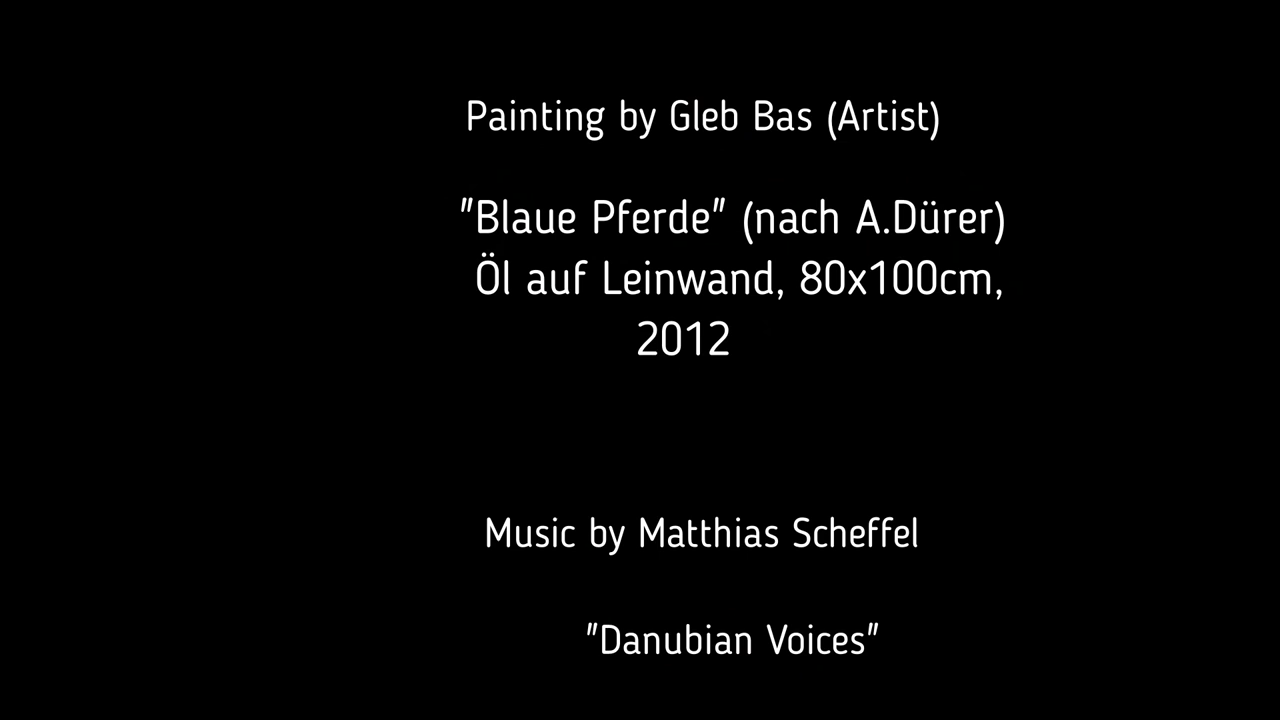 Painting by Gleb Bas (Artist)
"Blaue Pferde" (nach A.Dürer)
Öl auf Leinwand, 80x100cm,
2012
Music by Matthias Scheffel
"Danubian Voices"